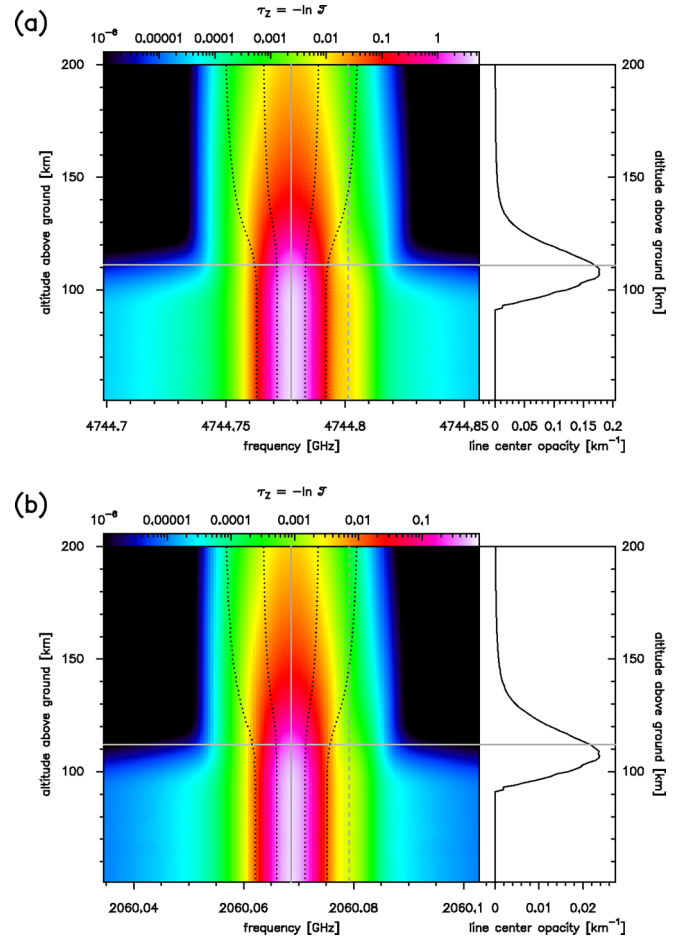 (a)
τZ = −ln 𝒯
10⁻⁶ 0.00001 0.0001 0.001 0.01 0.1 1
200 200
150 150
100 100
altitude above ground [km]
altitude above ground [km]
4744.7 4744.75 4744.8 4744.85 0 0.05 0.1 0.15 0.2
frequency [GHz] line center opacity [km⁻¹]
(b)
τZ = −ln 𝒯
10⁻⁶ 0.00001 0.0001 0.001 0.01 0.1
200 200
150 150
100 100
altitude above ground [km]
altitude above ground [km]
2060.04 2060.06 2060.08 2060.1 0 0.01 0.02
frequency [GHz] line center opacity [km⁻¹]